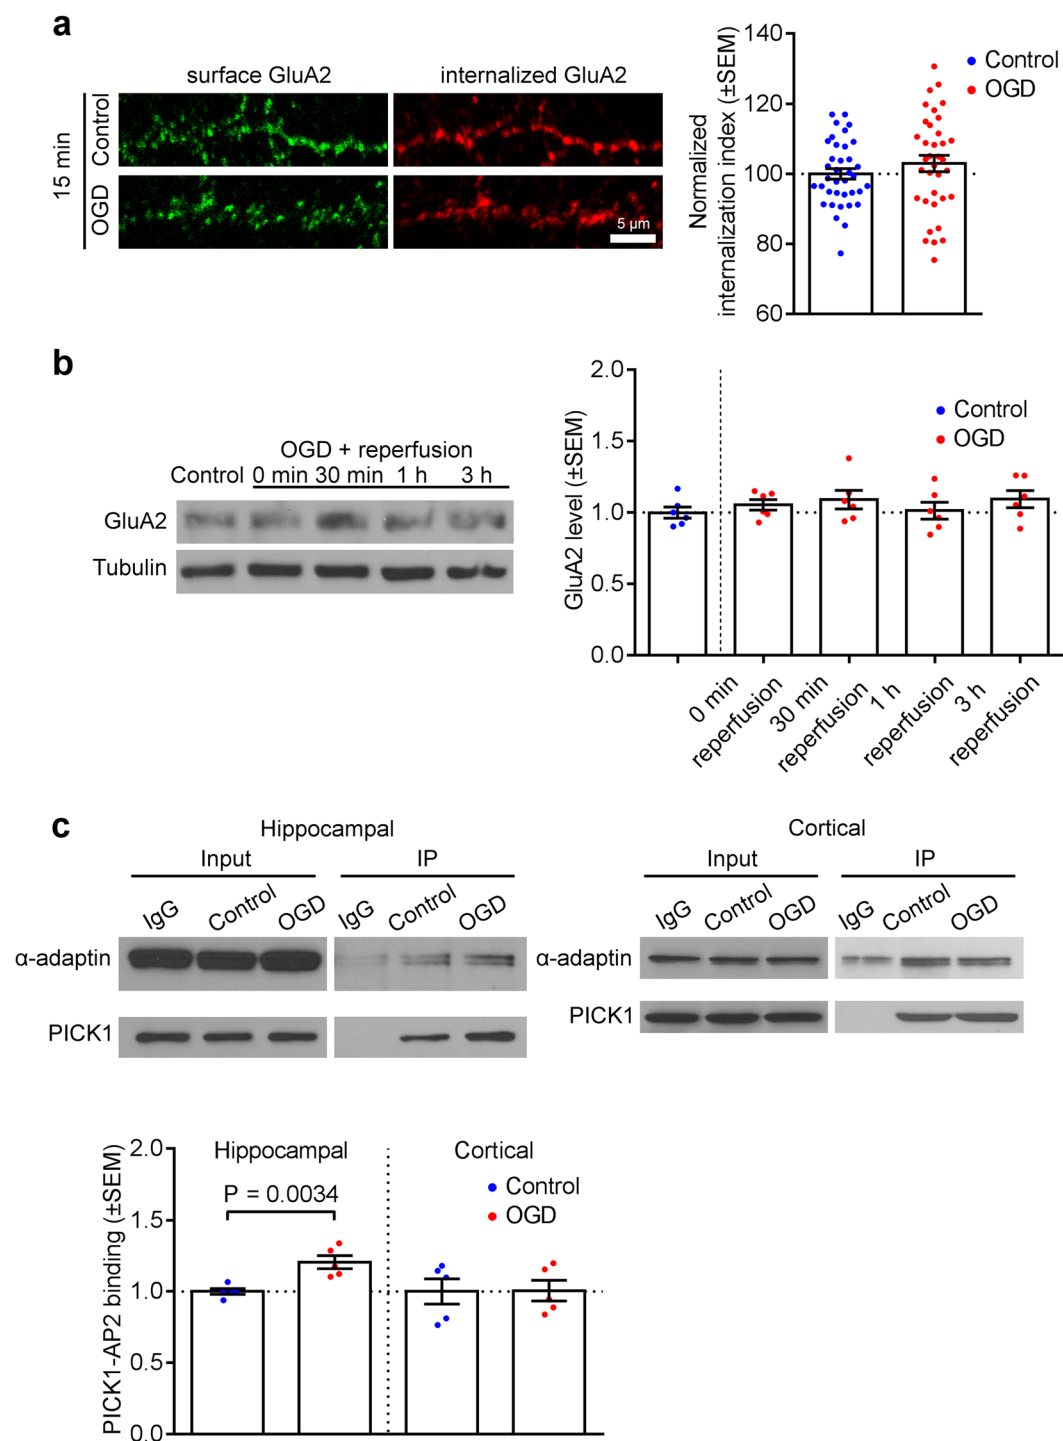 a
surface GluA2
internalized GluA2
15 min
Control
OGD
5 µm
Normalized
internalization index (±SEM)
140
120
100
80
60
Control
OGD
b
OGD + reperfusion
Control 0 min 30 min 1 h 3 h
GluA2
Tubulin
GluA2 level (±SEM)
2.0
1.5
1.0
0.5
0.0
Control
OGD
0 min
reperfusion
30 min
reperfusion
1 h
reperfusion
3 h
reperfusion
c
Hippocampal
Input
IP
IgG
Control
OGD
IgG
Control
OGD
α-adaptin
PICK1
Cortical
Input
IP
IgG
Control
OGD
IgG
Control
OGD
α-adaptin
PICK1
PICK1-AP2 binding (±SEM)
2.0
1.5
1.0
0.5
0.0
Hippocampal
P = 0.0034
Cortical
Control
OGD